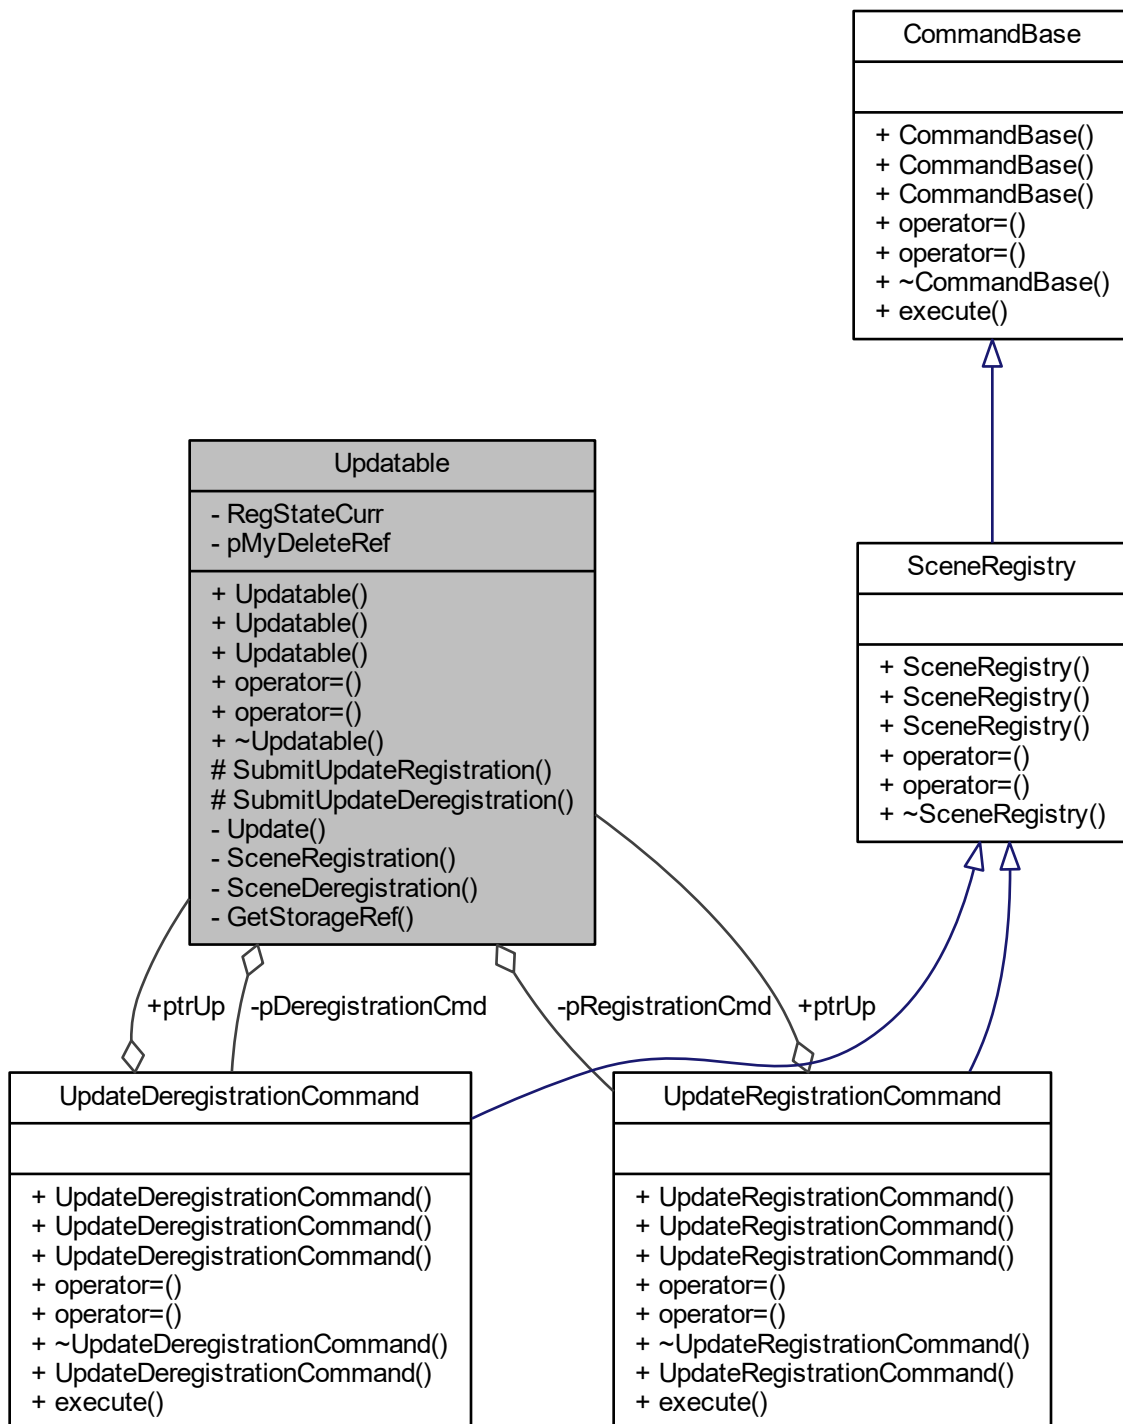 CommandBase
+ CommandBase()
+ CommandBase()
+ CommandBase()
+ operator=()
+ operator=()
+ ~CommandBase()
+ execute()
Updatable
- RegStateCurr
- pMyDeleteRef
+ Updatable()
+ Updatable()
+ Updatable()
+ operator=()
+ operator=()
+ ~Updatable()
# SubmitUpdateRegistration()
# SubmitUpdateDeregistration()
- Update()
- SceneRegistration()
- SceneDeregistration()
- GetStorageRef()
SceneRegistry
+ SceneRegistry()
+ SceneRegistry()
+ SceneRegistry()
+ operator=()
+ operator=()
+ ~SceneRegistry()
+ptrUp
-pDeregistrationCmd
-pRegistrationCmd
+ptrUp
UpdateDeregistrationCommand
+ UpdateDeregistrationCommand()
+ UpdateDeregistrationCommand()
+ UpdateDeregistrationCommand()
+ operator=()
+ operator=()
+ ~UpdateDeregistrationCommand()
+ UpdateDeregistrationCommand()
+ execute()
UpdateRegistrationCommand
+ UpdateRegistrationCommand()
+ UpdateRegistrationCommand()
+ UpdateRegistrationCommand()
+ operator=()
+ operator=()
+ ~UpdateRegistrationCommand()
+ UpdateRegistrationCommand()
+ execute()